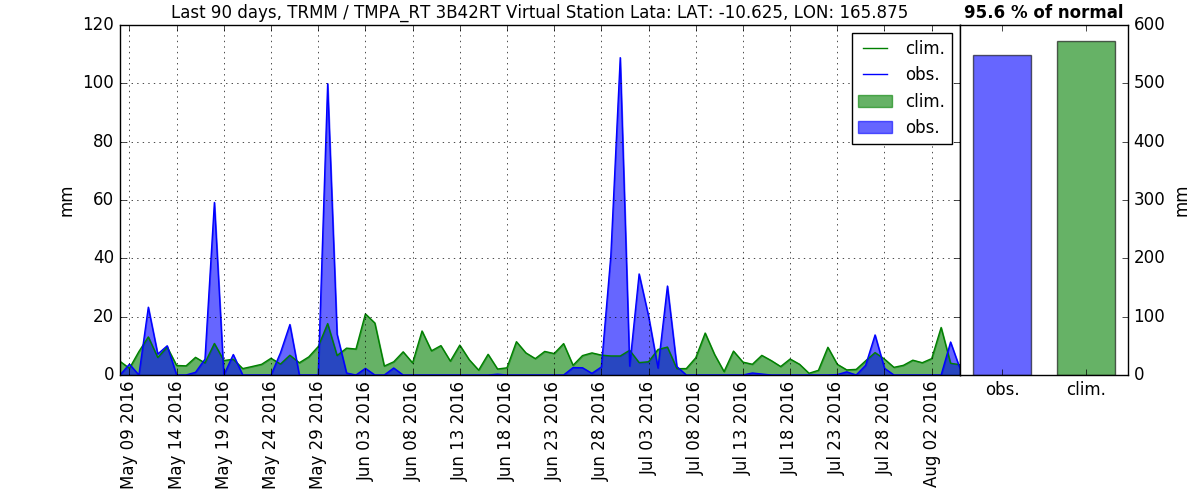 Last 90 days, TRMM / TMPA_RT 3B42RT Virtual Station Lata: LAT: -10.625, LON: 165.875
95.6 % of normal
120
100
80
60
40
20
0
mm
clim.
obs.
clim.
obs.
600
500
400
300
200
100
0
mm
May 09 2016
May 14 2016
May 19 2016
May 24 2016
May 29 2016
Jun 03 2016
Jun 08 2016
Jun 13 2016
Jun 18 2016
Jun 23 2016
Jun 28 2016
Jul 03 2016
Jul 08 2016
Jul 13 2016
Jul 18 2016
Jul 23 2016
Jul 28 2016
Aug 02 2016
obs.
clim.